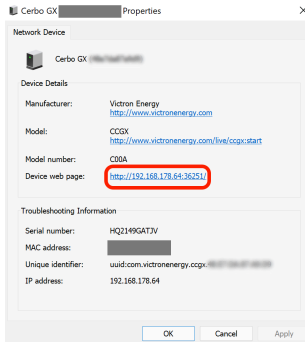 Cerbo GX Properties
Network Device
Cerbo GX
Device Details
Manufacturer: Victron Energy
http://www.victronenergy.com
Model: CCGX
http://www.victronenergy.com/live/ccgx:start
Model number: C00A
Device web page: http://192.168.178.64:36251/
Troubleshooting Information
Serial number: HQ2149GATJV
MAC address:
Unique identifier: uuid:com.victronenergy.ccgx.
IP address: 192.168.178.64
OK Cancel Apply